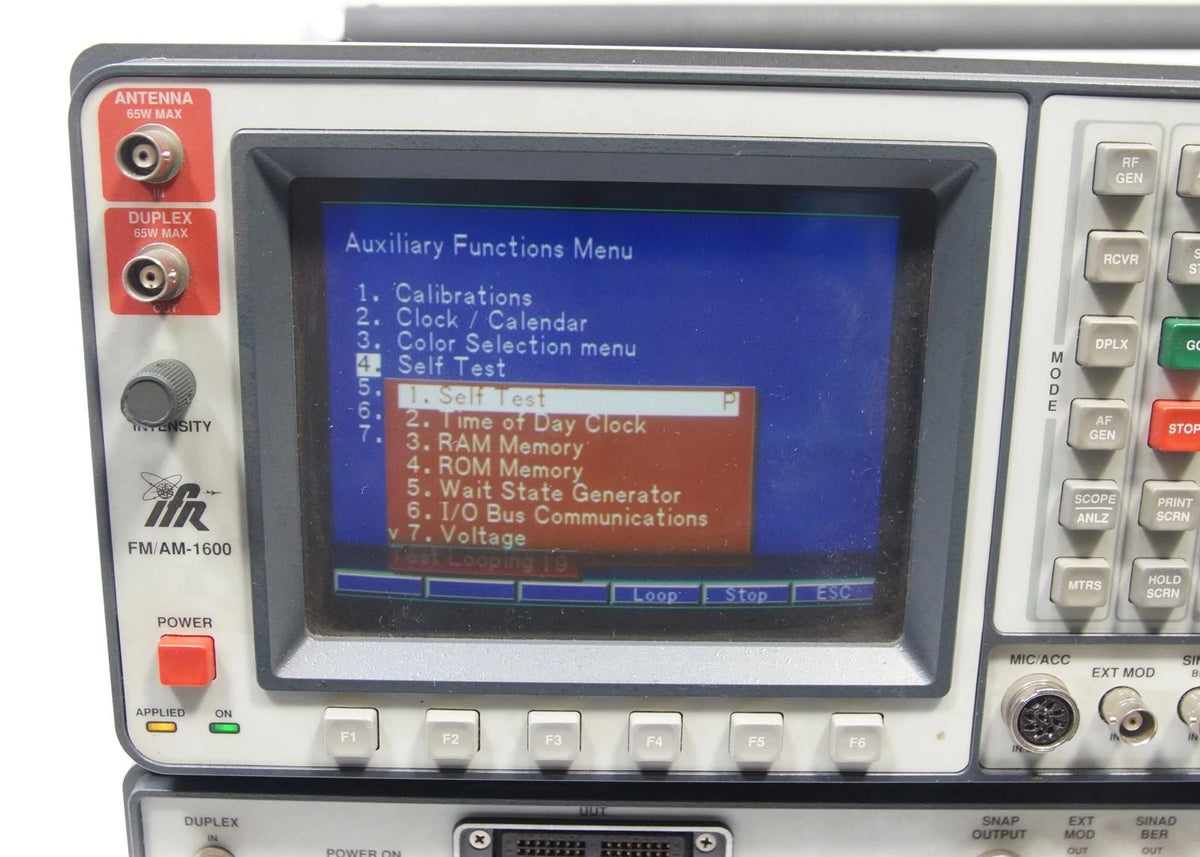 ANTENNA
65W MAX
IN
DUPLEX
65W MAX
OUT
INTENSITY
ifR
FM/AM-1600
POWER
APPLIED
ON
Auxiliary Functions Menu
1. Calibrations
2. Clock / Calendar
3. Color Selection menu
4. Self Test
5.
6.
7.
1. Self Test P
2. Time of Day Clock
3. RAM Memory
4. ROM Memory
5. Wait State Generator
6. I/O Bus Communications
v 7. Voltage
Test Looping
Loop
Stop
ESC
F1
F2
F3
F4
F5
F6
MODE
RF
GEN
RCVR
DPLX
AF
GEN
SCOPE
ANLZ
MTRS
STOP
PRINT
SCRN
HOLD
SCRN
MIC/ACC
IN
EXT MOD
IN
IN
DUPLEX
IN
POWER ON
UUT
SNAP
OUTPUT
EXT
MOD
OUT
SINAD
BER
OUT